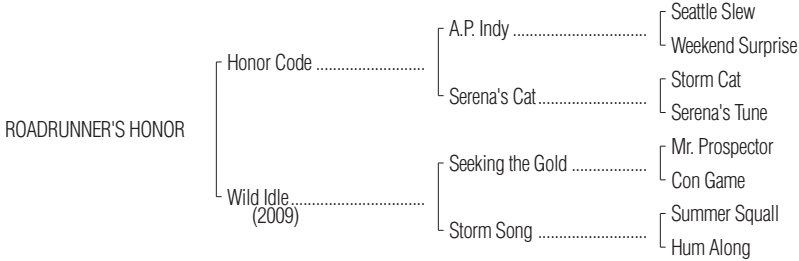 Seattle Slew
A.P. Indy ................................
Weekend Surprise
Honor Code ..........................
Storm Cat
Serena's Cat..........................
Serena's Tune
ROADRUNNER'S HONOR
Mr. Prospector
Seeking the Gold ..................
Con Game
Wild Idle................................
(2009)
Summer Squall
Storm Song ..........................
Hum Along